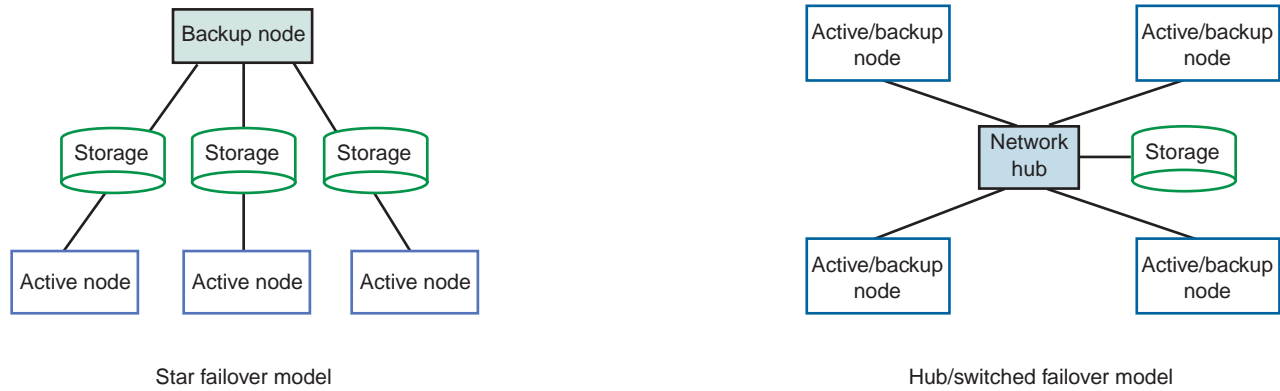 Backup node
Storage
Storage
Storage
Active node
Active node
Active node
Star failover model
Active/backup
node
Active/backup
node
Network
hub
Storage
Active/backup
node
Active/backup
node
Hub/switched failover model